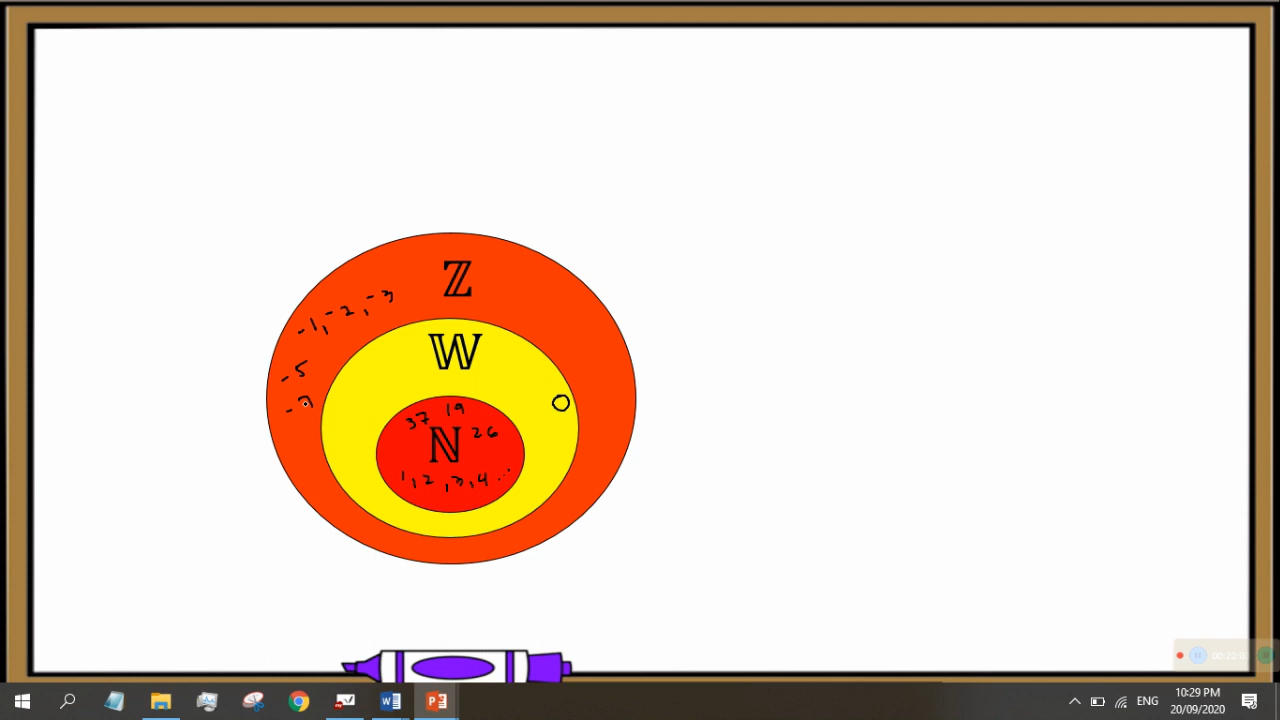 ℤ
-1, -2, -3
𝕎
-5
-7
0
37 19 26
ℕ
1, 2, 3, 4 ...
ENG
10:29 PM
20/09/2020